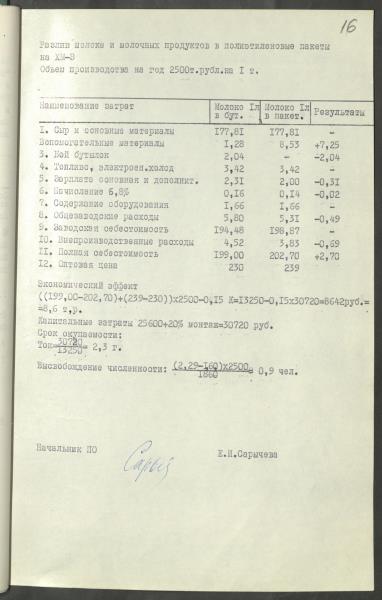 16
Разлив молока и молочных продуктов в полиэтиленовые пакеты
на ХМ-3
Объем производства на год 2500т.рубл.на I т.
Наименование затрат Молоко Iл в бут. Молоко Iл в пакет. Результаты
I. Сыр и основные материалы I77,8I I77,8I -
Вспомогательные материалы I,28 8,53 +7,25
3. Бой бутылок 2,04 - -2,04
4. Топливо, электроэн.холод 3,42 3,42 -
5. Зарплата основная и дополнит. 2,3I 2,00 -0,3I
6. Начисление 6,8% 0,I6 0,I4 -0,02
7. Содержание оборудования I,66 I,66 -
8. Общезаводские расходы 5,80 5,3I -0,49
9. Заводская себестоимость I94,48 I98,87 -
I0. Внепроизводственные расходы 4,52 3,83 -0,69
II. Полная себестоимость I99,00 202,70 +2,70
I2. Оптовая цена 230 239
Экономический эффект
((I99,00-202,70)+(239-230))х2500-0,I5 К=I3250-0,I5х30720=8642руб.=
=8,6 т.р.
Капитальные затраты 25600+20% монтаж=30720 руб.
Срок окупаемости:
Ток=30720/I3250= 2,3 г.
Высвобождение численности: (2,29-I60)х2500/I860= 0,9 чел.
Начальник ПО Е.И.Сарычева